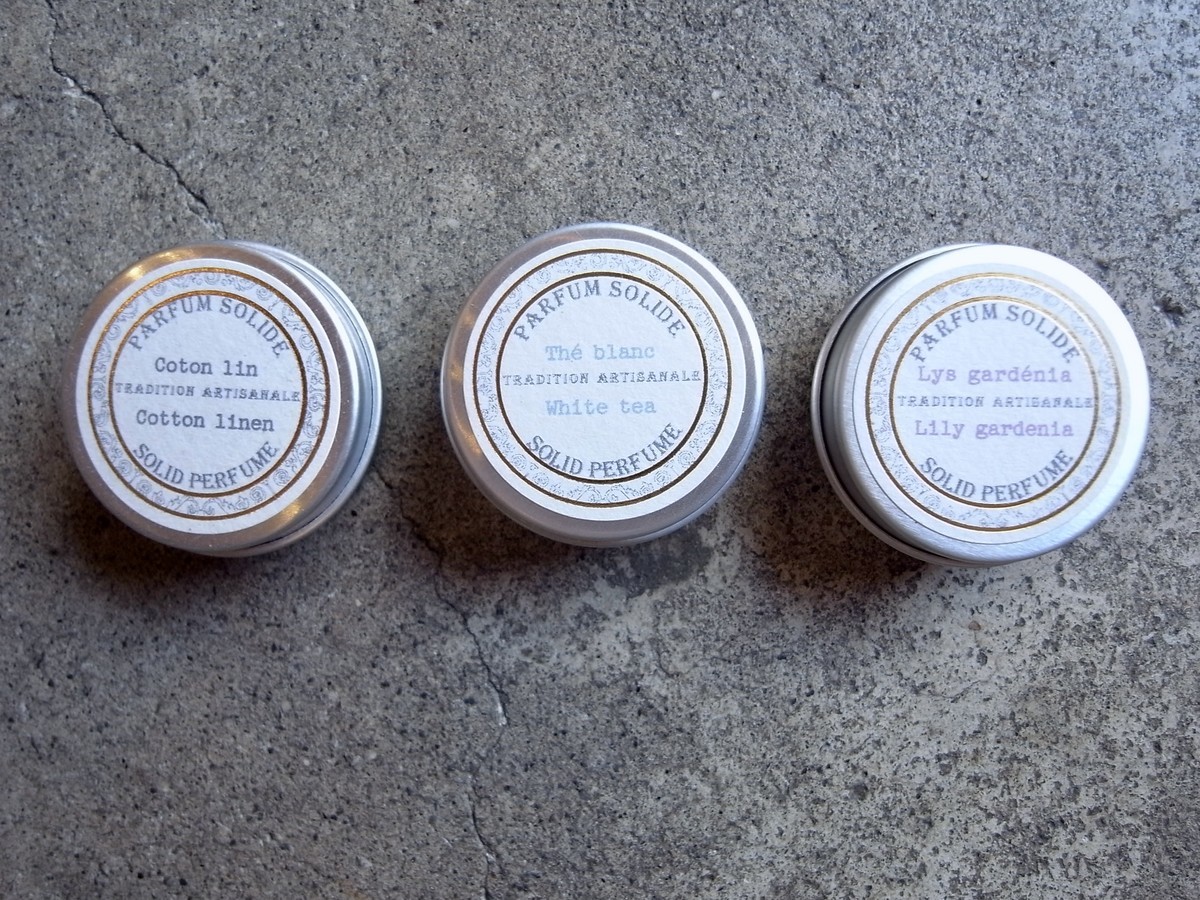 PARFUM SOLIDE
Coton lin
TRADITION ARTISANALE
Cotton linen
SOLID PERFUME
PARFUM SOLIDE
Thé blanc
TRADITION ARTISANALE
White tea
SOLID PERFUME
PARFUM SOLIDE
Lys gardénia
TRADITION ARTISANALE
Lily gardenia
SOLID PERFUME